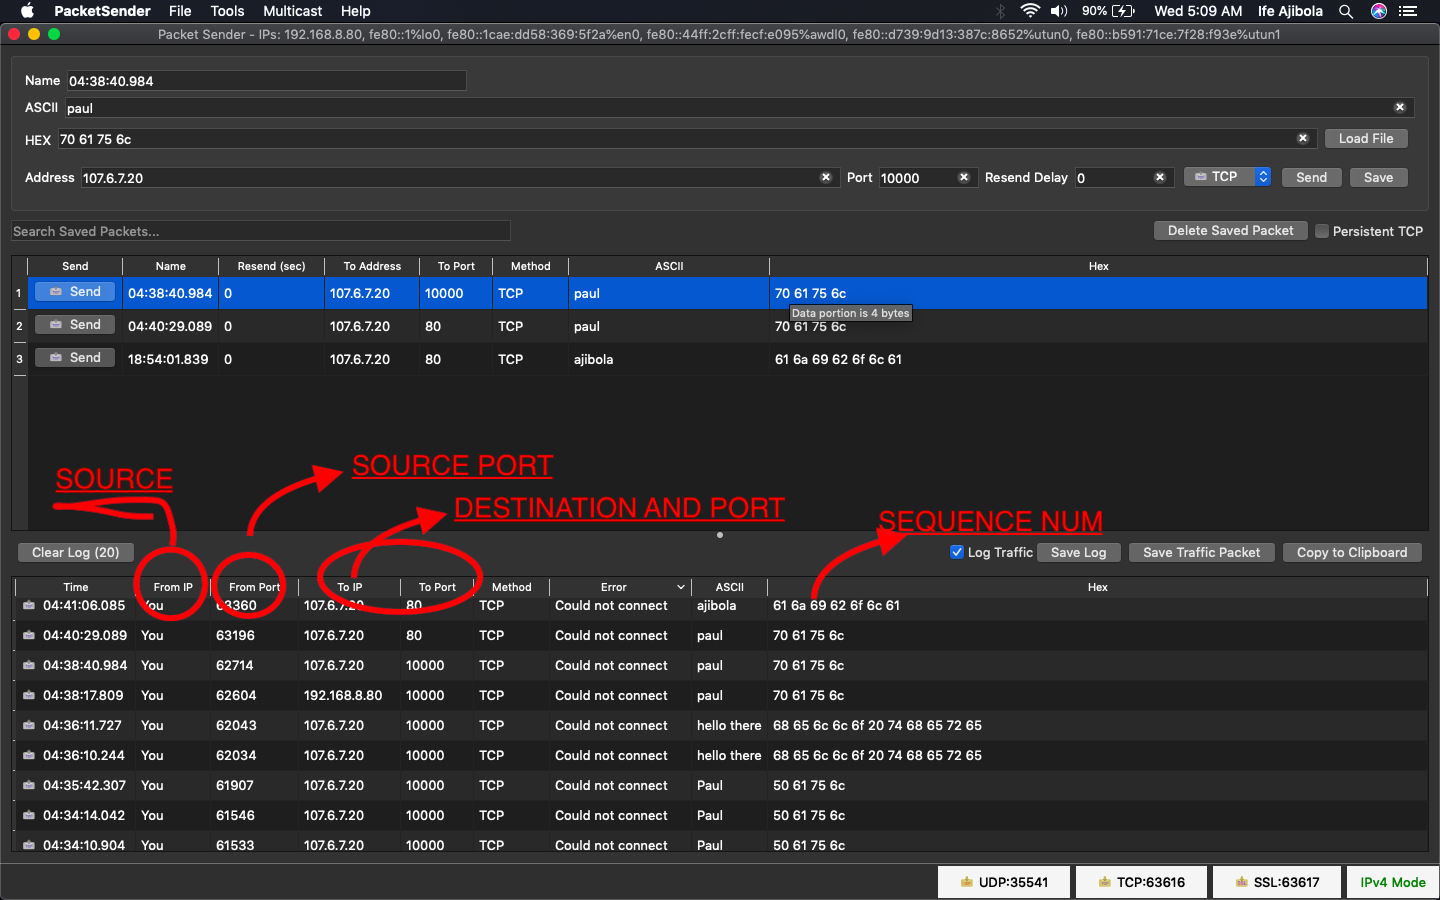 PacketSender File Tools Multicast Help 90% Wed 5:09 AM Ife Ajibola
Packet Sender - IPs: 192.168.8.80, fe80::1%lo0, fe80::1cae:dd58:369:5f2a%en0, fe80::44ff:2cff:fecf:e095%awdl0, fe80::d739:9d13:387c:8652%utun0, fe80::b591:71ce:7f28:f93e%utun1
Name 04:38:40.984
ASCII paul
HEX 70 61 75 6c Load File
Address 107.6.7.20 Port 10000 Resend Delay 0 TCP Send Save
Search Saved Packets... Delete Saved Packet Persistent TCP
Send Name Resend (sec) To Address To Port Method ASCII Hex
1 Send 04:38:40.984 0 107.6.7.20 10000 TCP paul 70 61 75 6c
Data portion is 4 bytes
2 Send 04:40:29.089 0 107.6.7.20 80 TCP paul 70 61 75 6c
3 Send 18:54:01.839 0 107.6.7.20 80 TCP ajibola 61 6a 69 62 6f 6c 61
SOURCE PORT
SOURCE
DESTINATION AND PORT
SEQUENCE NUM
Clear Log (20) Log Traffic Save Log Save Traffic Packet Copy to Clipboard
Time From IP From Port To IP To Port Method Error ASCII Hex
04:41:06.085 You 63360 107.6.7.20 80 TCP Could not connect ajibola 61 6a 69 62 6f 6c 61
04:40:29.089 You 63196 107.6.7.20 80 TCP Could not connect paul 70 61 75 6c
04:38:40.984 You 62714 107.6.7.20 10000 TCP Could not connect paul 70 61 75 6c
04:38:17.809 You 62604 192.168.8.80 10000 TCP Could not connect paul 70 61 75 6c
04:36:11.727 You 62043 107.6.7.20 10000 TCP Could not connect hello there 68 65 6c 6c 6f 20 74 68 65 72 65
04:36:10.244 You 62034 107.6.7.20 10000 TCP Could not connect hello there 68 65 6c 6c 6f 20 74 68 65 72 65
04:35:42.307 You 61907 107.6.7.20 10000 TCP Could not connect Paul 50 61 75 6c
04:34:14.042 You 61546 107.6.7.20 10000 TCP Could not connect Paul 50 61 75 6c
04:34:10.904 You 61533 107.6.7.20 10000 TCP Could not connect Paul 50 61 75 6c
UDP:35541 TCP:63616 SSL:63617 IPv4 Mode